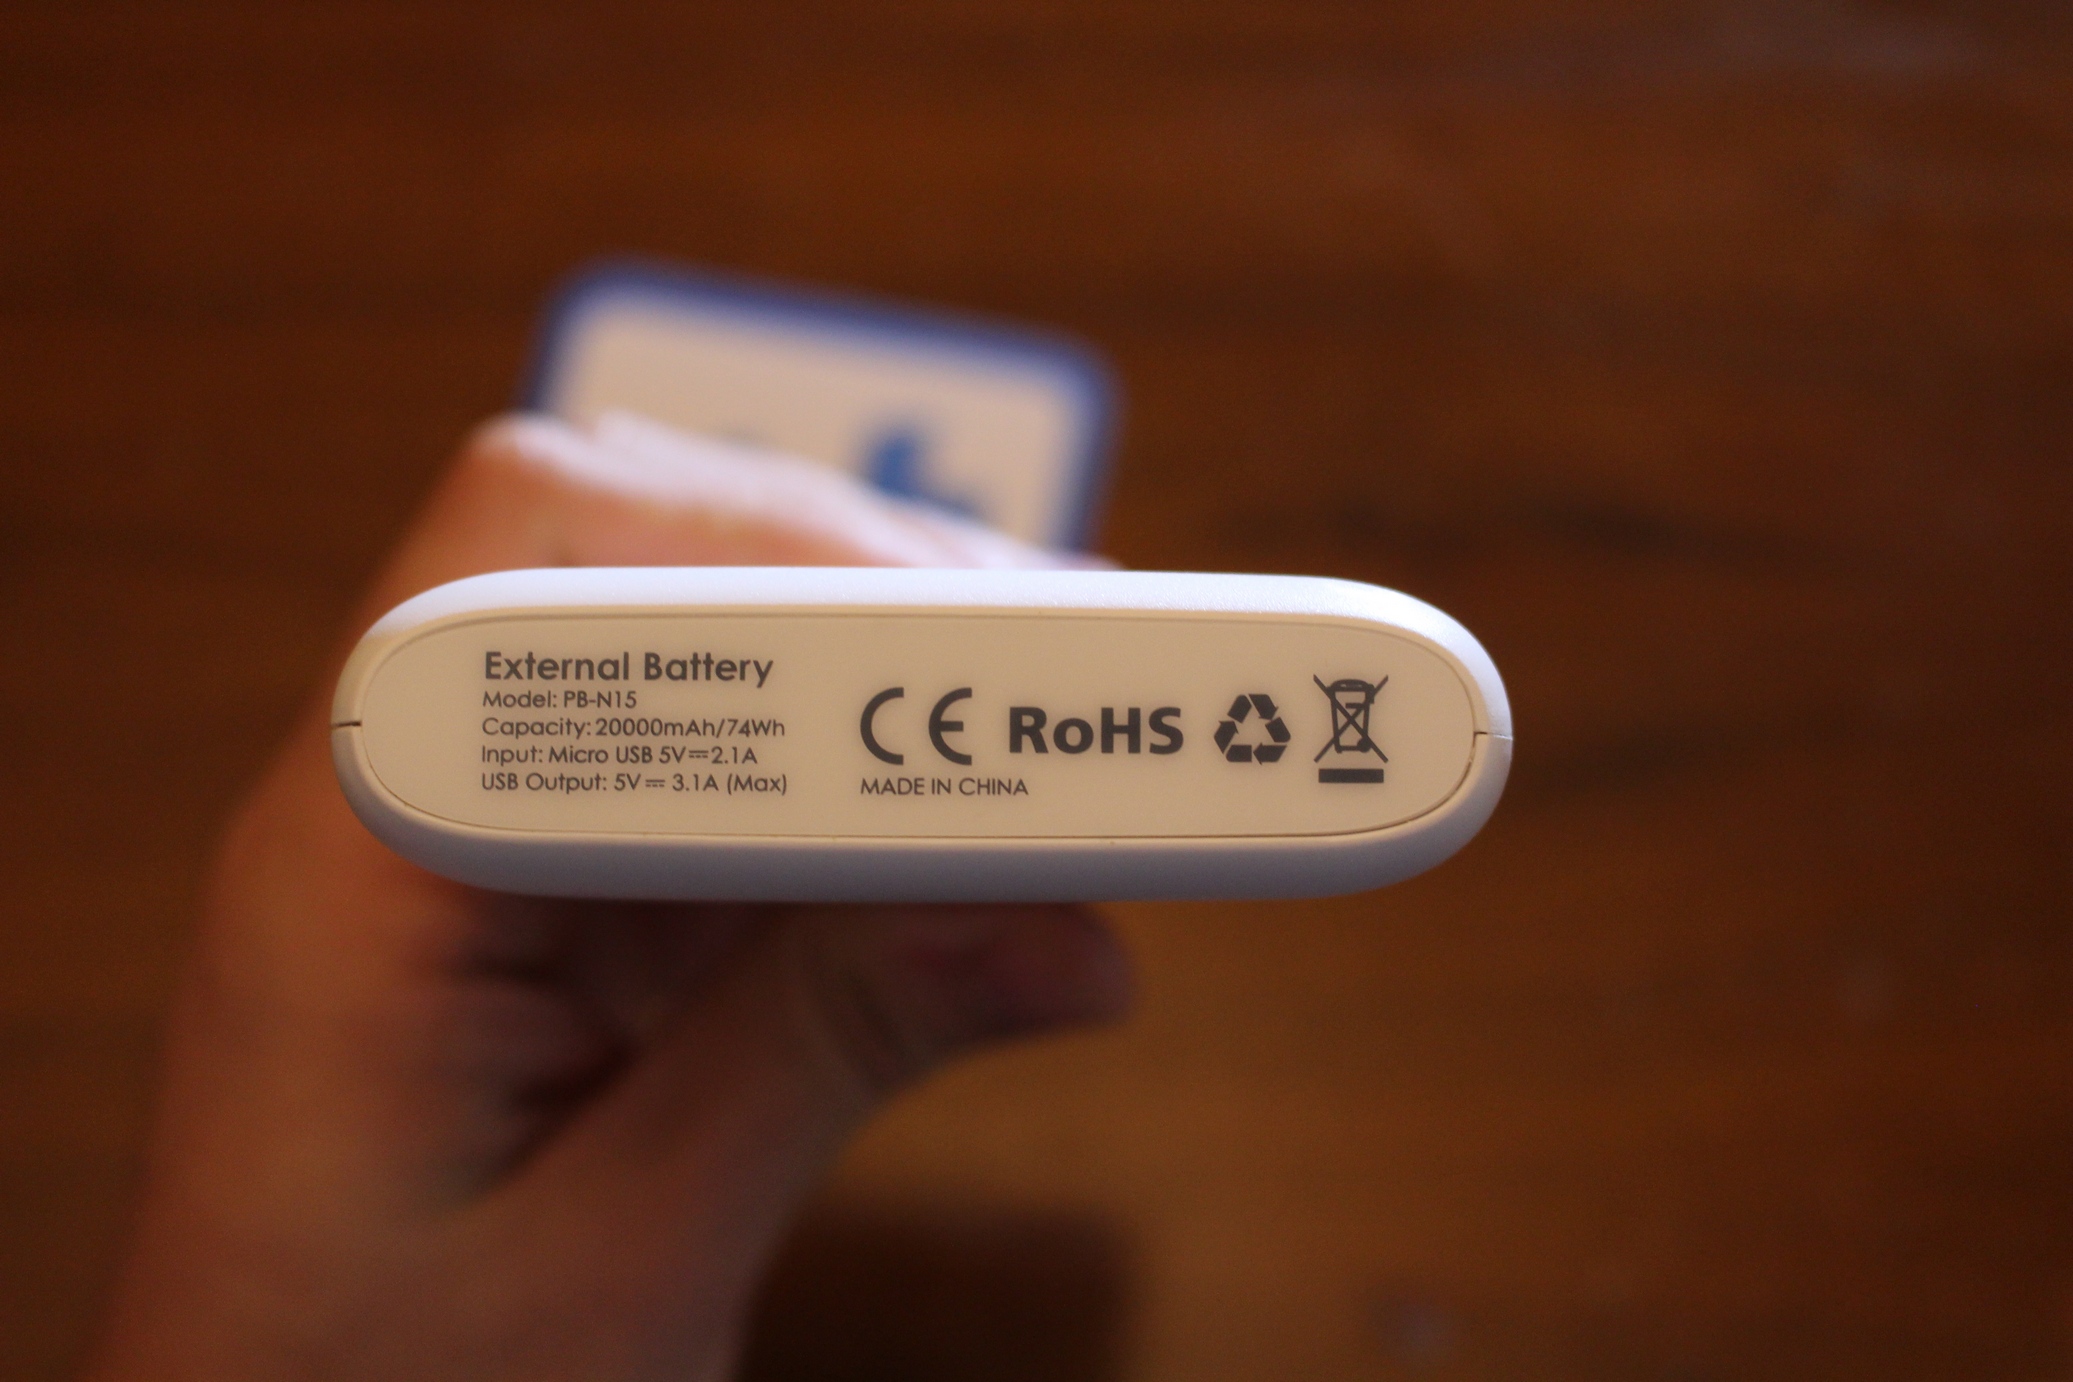 External Battery
Model: PB-N15
Capacity: 20000mAh/74Wh
Input: Micro USB 5V⎓2.1A
USB Output: 5V⎓ 3.1A (Max)
CE RoHS
MADE IN CHINA